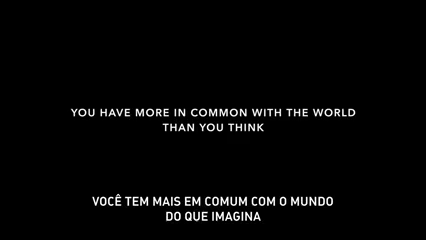 YOU HAVE MORE IN COMMON WITH THE WORLD
THAN YOU THINK
VOCÊ TEM MAIS EM COMUM COM O MUNDO
DO QUE IMAGINA